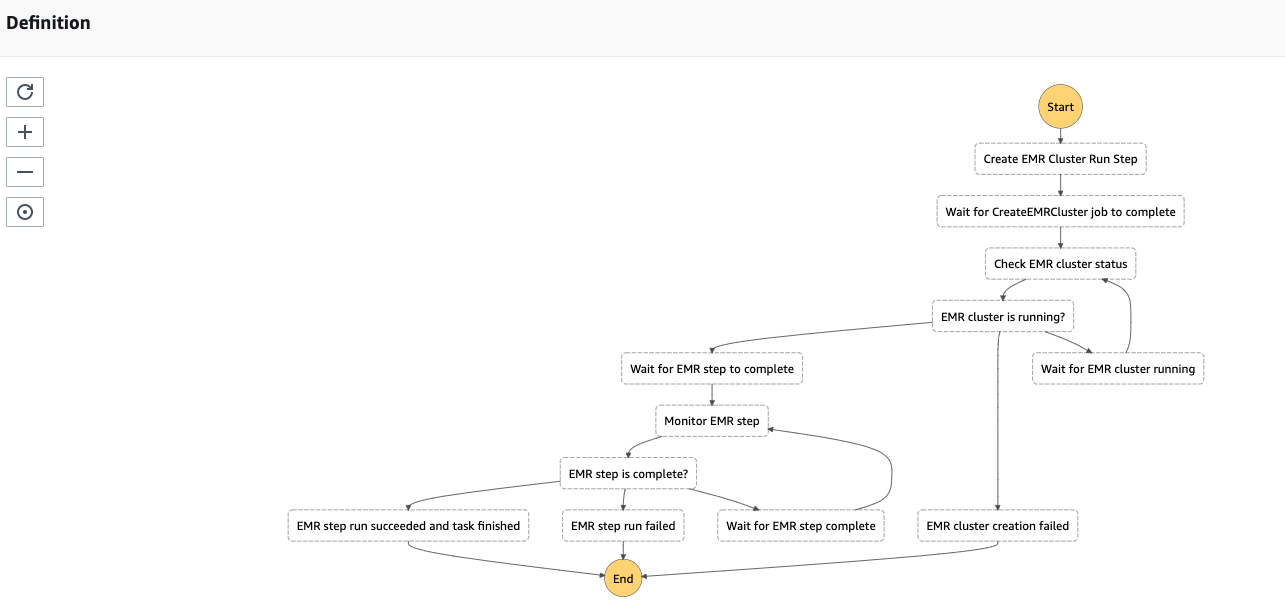 Definition
Start
Create EMR Cluster Run Step
Wait for CreateEMRCluster job to complete
Check EMR cluster status
EMR cluster is running?
Wait for EMR step to complete
Wait for EMR cluster running
Monitor EMR step
EMR step is complete?
EMR step run succeeded and task finished
EMR step run failed
Wait for EMR step complete
EMR cluster creation failed
End